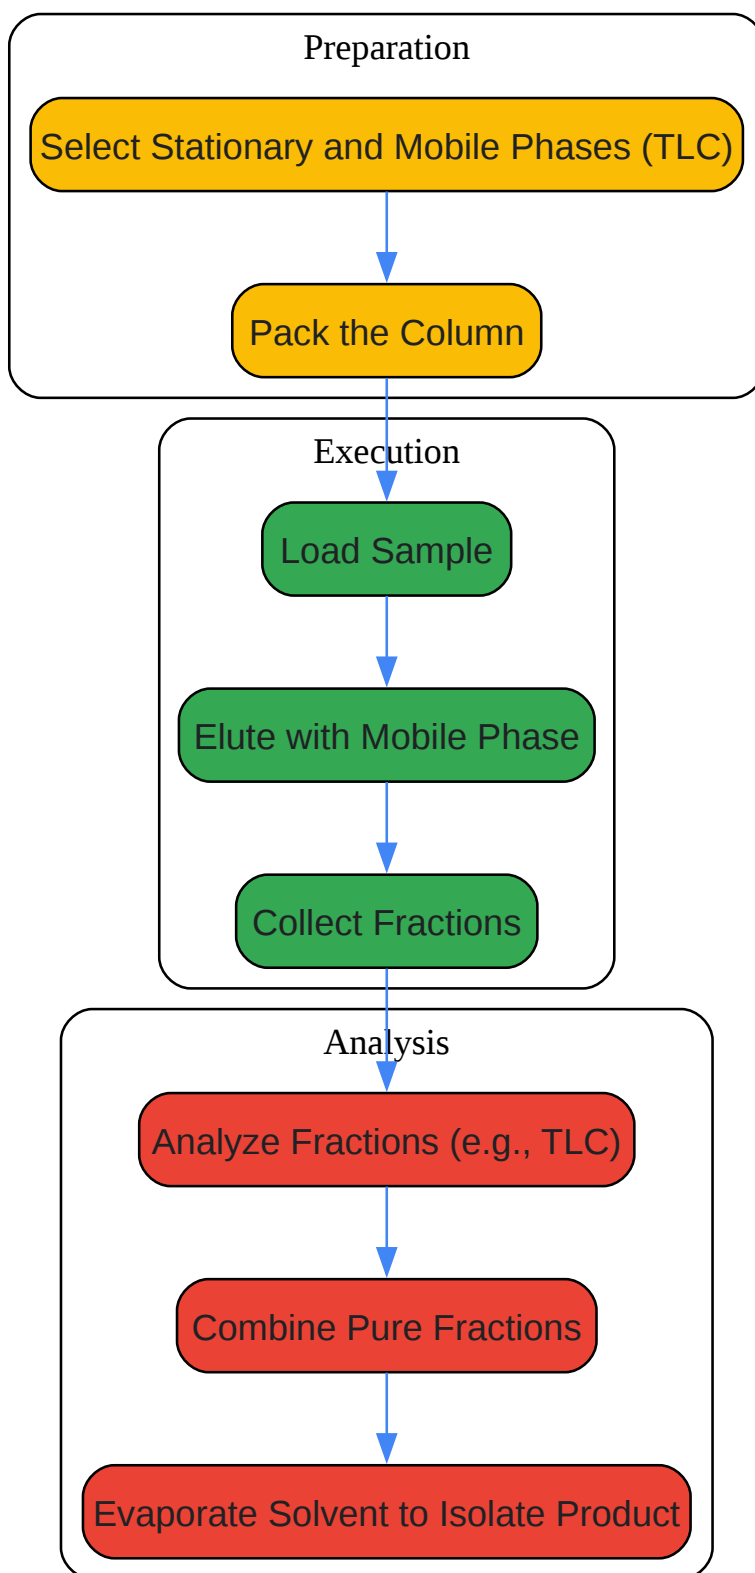 Preparation
Select Stationary and Mobile Phases (TLC)
Pack the Column
Execution
Load Sample
Elute with Mobile Phase
Collect Fractions
Analysis
Analyze Fractions (e.g., TLC)
Combine Pure Fractions
Evaporate Solvent to Isolate Product